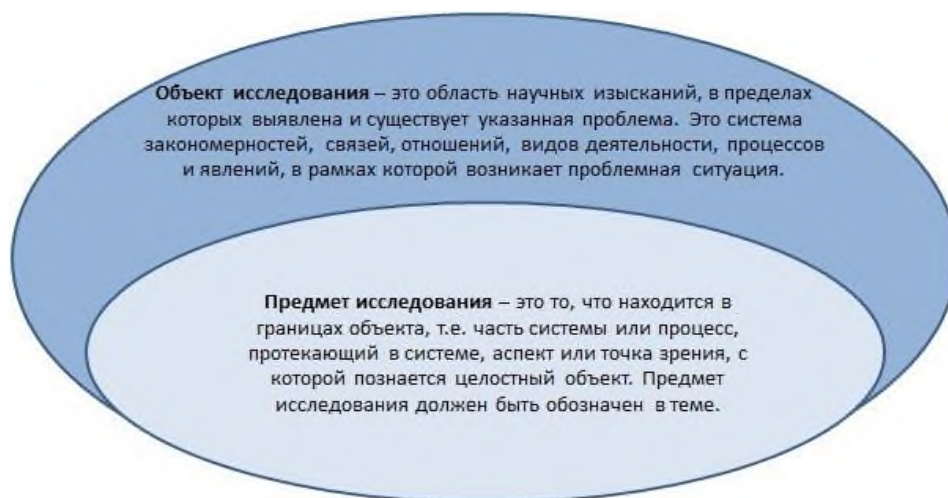 Объект исследования – это область научных изысканий, в пределах
которых выявлена и существует указанная проблема. Это система
закономерностей, связей, отношений, видов деятельности, процессов
и явлений, в рамках которой возникает проблемная ситуация.
Предмет исследования – это то, что находится в
границах объекта, т.е. часть системы или процесс,
протекающий в системе, аспект или точка зрения, с
которой познается целостный объект. Предмет
исследования должен быть обозначен в теме.